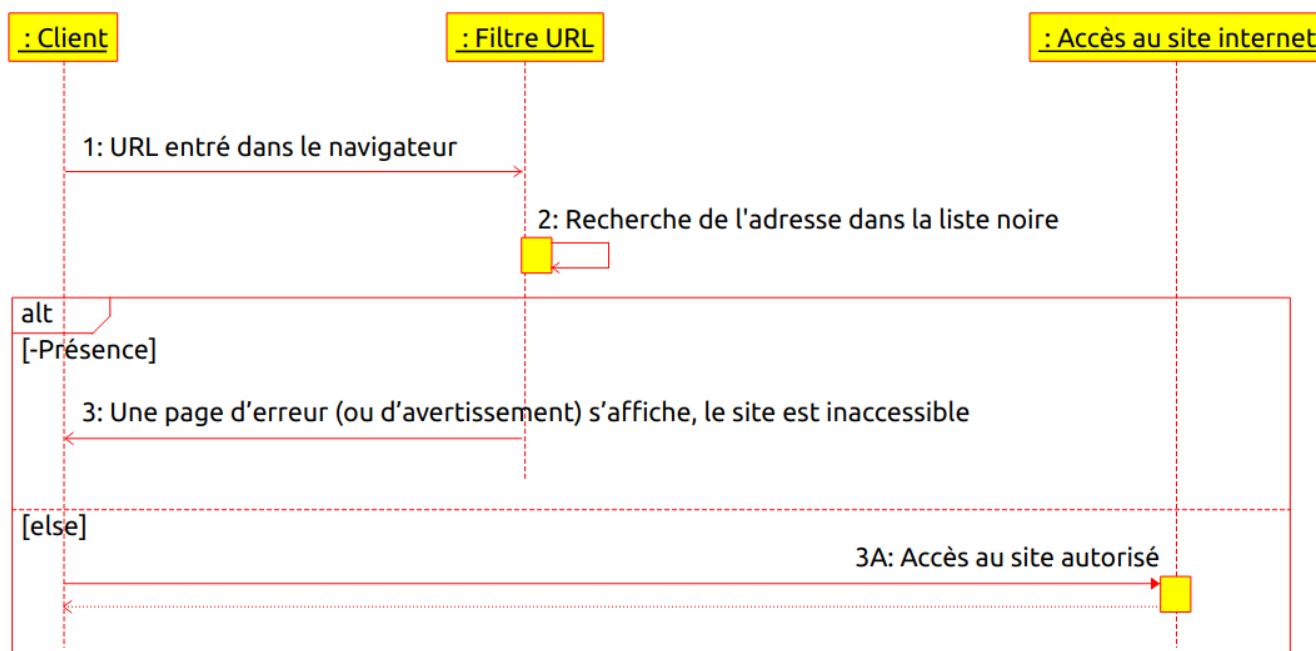 : Client
: Filtre URL
: Accès au site internet
1: URL entré dans le navigateur
2: Recherche de l'adresse dans la liste noire
alt
[-Présence]
3: Une page d’erreur (ou d’avertissement) s’affiche, le site est inaccessible
[else]
3A: Accès au site autorisé